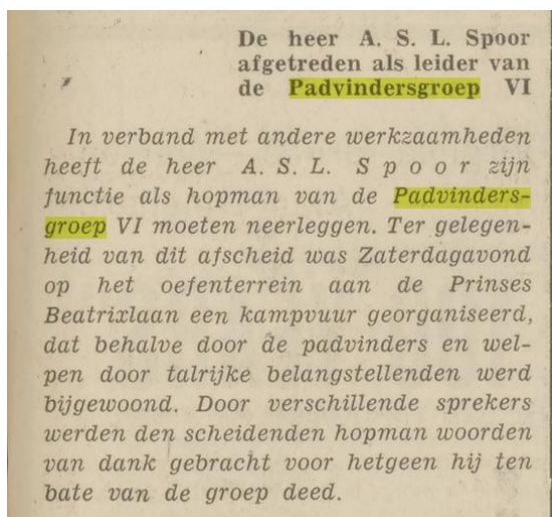 De heer A. S. L. Spoor
afgetreden als leider van
de Padvindersgroep VI
In verband met andere werkzaamheden
heeft de heer A. S. L. Spoor zijn
functie als hopman van de Padvinders-
groep VI moeten neerleggen. Ter gelegen-
heid van dit afscheid was Zaterdagavond
op het oefenterrein aan de Prinses
Beatrixlaan een kampvuur georganiseerd,
dat behalve door de padvinders en wel-
pen door talrijke belangstellenden werd
bijgewoond. Door verschillende sprekers
werden den scheidenden hopman woorden
van dank gebracht voor hetgeen hij ten
bate van de groep deed.